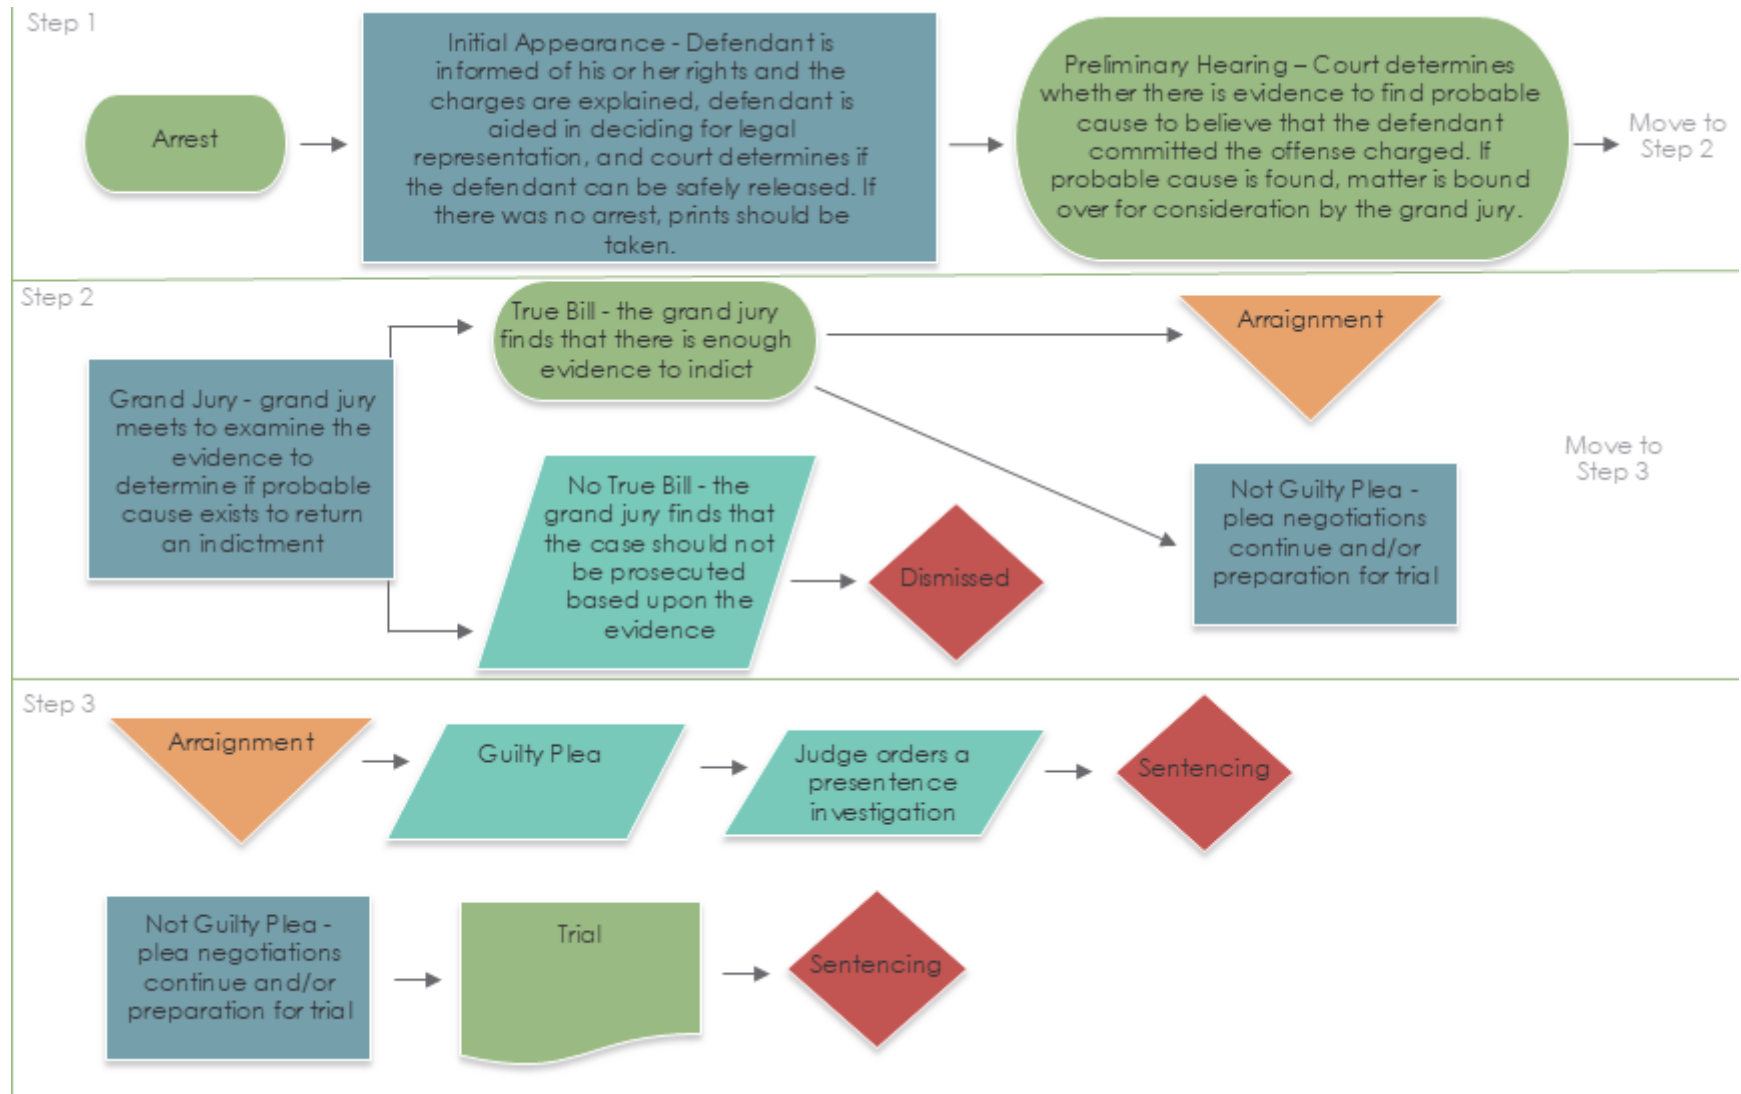 Step 1
Arrest
Initial Appearance - Defendant is
informed of his or her rights and the
charges are explained, defendant is
aided in deciding for legal
representation, and court determines if
the defendant can be safely released. If
there was no arrest, prints should be
taken.
Preliminary Hearing – Court determines
whether there is evidence to find probable
cause to believe that the defendant
committed the offense charged. If
probable cause is found, matter is bound
over for consideration by the grand jury.
Move to
Step 2
Step 2
Grand Jury - grand jury
meets to examine the
evidence to
determine if probable
cause exists to return
an indictment
True Bill - the grand jury
finds that there is enough
evidence to indict
Arraignment
No True Bill - the
grand jury finds that
the case should not
be prosecuted
based upon the
evidence
Dismissed
Not Guilty Plea -
plea negotiations
continue and/or
preparation for trial
Move to
Step 3
Step 3
Arraignment
Guilty Plea
Judge orders a
presentence
investigation
Sentencing
Not Guilty Plea -
plea negotiations
continue and/or
preparation for trial
Trial
Sentencing